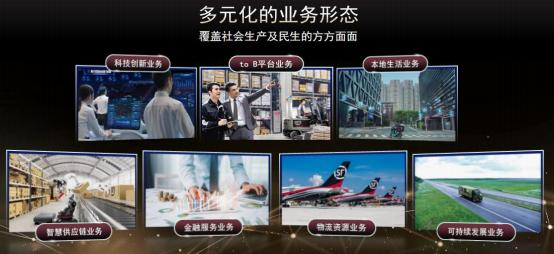 多元化的业务形态
覆盖社会生产及民生的方方面面
科技创新业务
to B平台业务
本地生活业务
SF
智慧供应链业务
金融服务业务
物流资源业务
可持续发展业务